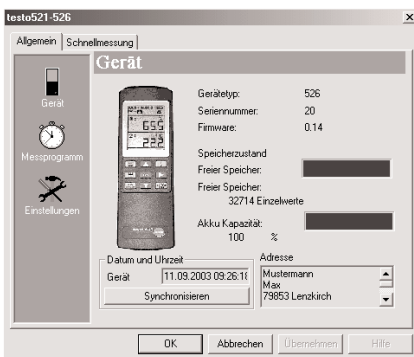 testo521-526
Allgemein
Schnellmessung
Gerät
Gerät
Messprogramm
Einstellungen
Gerätetyp: 526
Seriennummer: 20
Firmware: 0.14
Speicherzustand
Freier Speicher:
Freier Speicher:
32714 Einzelwerte
Akku Kapazität:
100 %
Datum und Uhrzeit
Gerät 11.09.2003 09:26:1
Synchronisieren
Adresse
Mustermann
Max
79853 Lenzkirch
OK
Abbrechen
Übernehmen
Hilfe